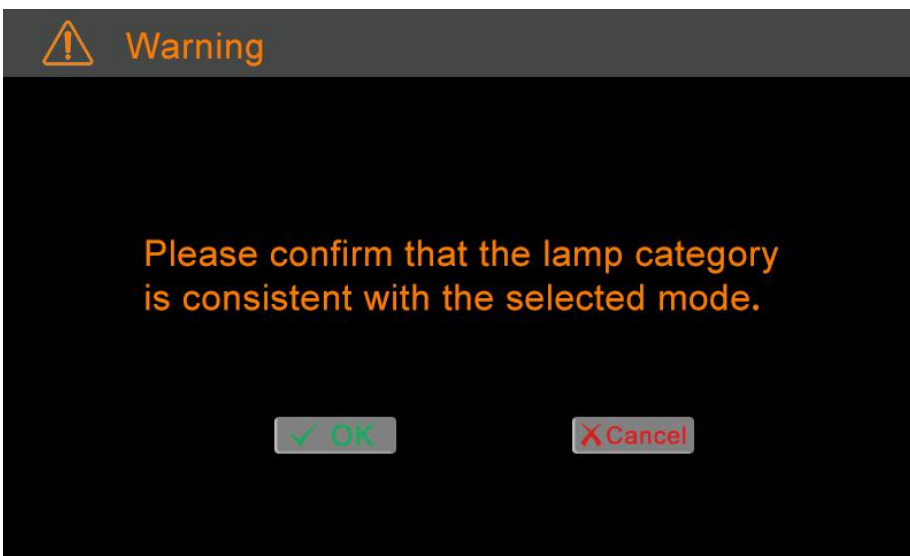 Warning
Please confirm that the lamp category
is consistent with the selected mode.
OK
Cancel